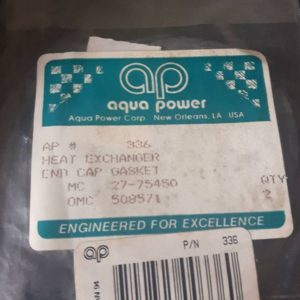 ap
aqua power
Aqua Power Corp. New Orleans, LA USA
AP # 336
HEAT EXCHANGER
END CAP GASKET
MC 27-75450 QTY
OMC 508571 2
ENGINEERED FOR EXCELLENCE
ap P/N 336